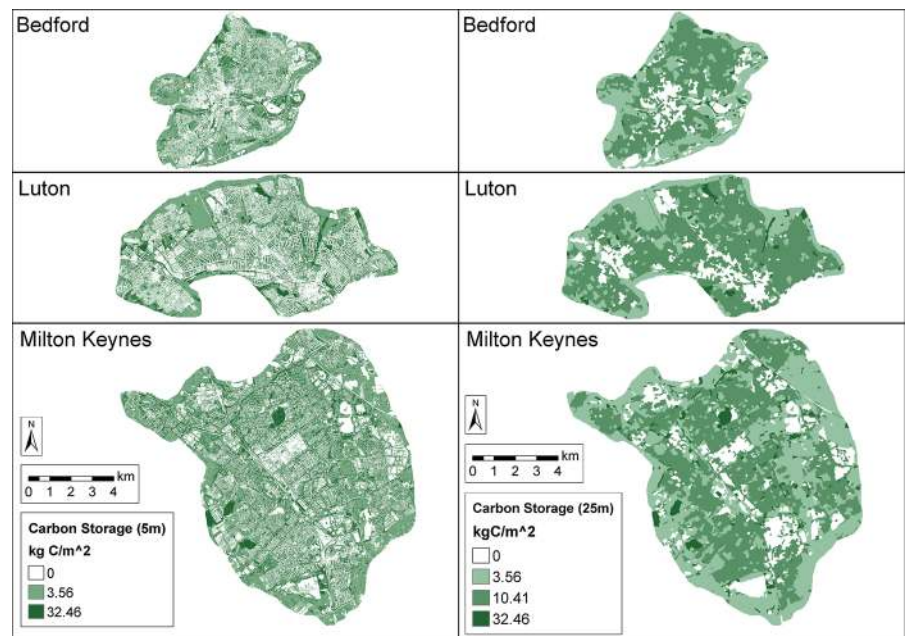 Bedford
Bedford
Luton
Luton
Milton Keynes
N
km
0 1 2 3 4
Carbon Storage (5m)
kg C/m^2
0
3.56
32.46
Milton Keynes
N
km
0 1 2 3 4
Carbon Storage (25m)
kgC/m^2
0
3.56
10.41
32.46